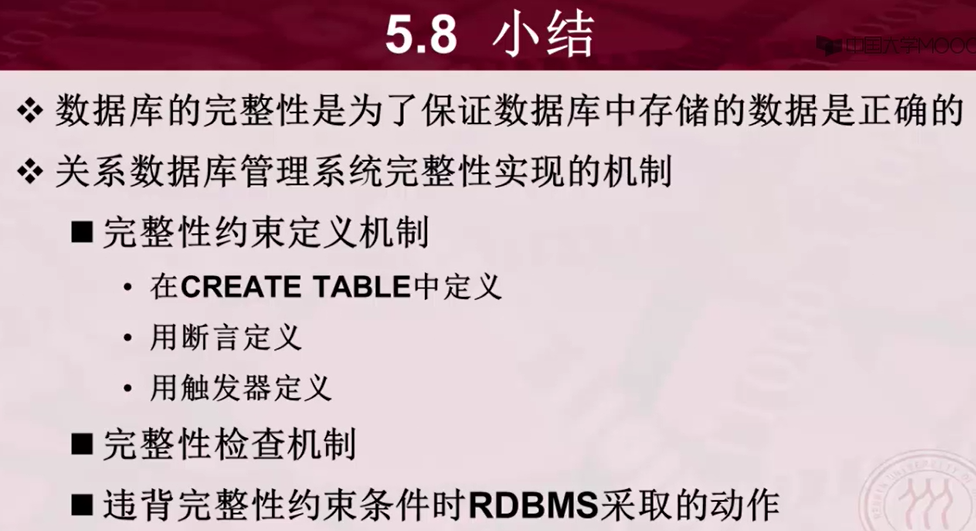 5.8 小结
中国大学MOOC
❖ 数据库的完整性是为了保证数据库中存储的数据是正确的
❖ 关系数据库管理系统完整性实现的机制
■ 完整性约束定义机制
• 在CREATE TABLE中定义
• 用断言定义
• 用触发器定义
■ 完整性检查机制
■ 违背完整性约束条件时RDBMS采取的动作